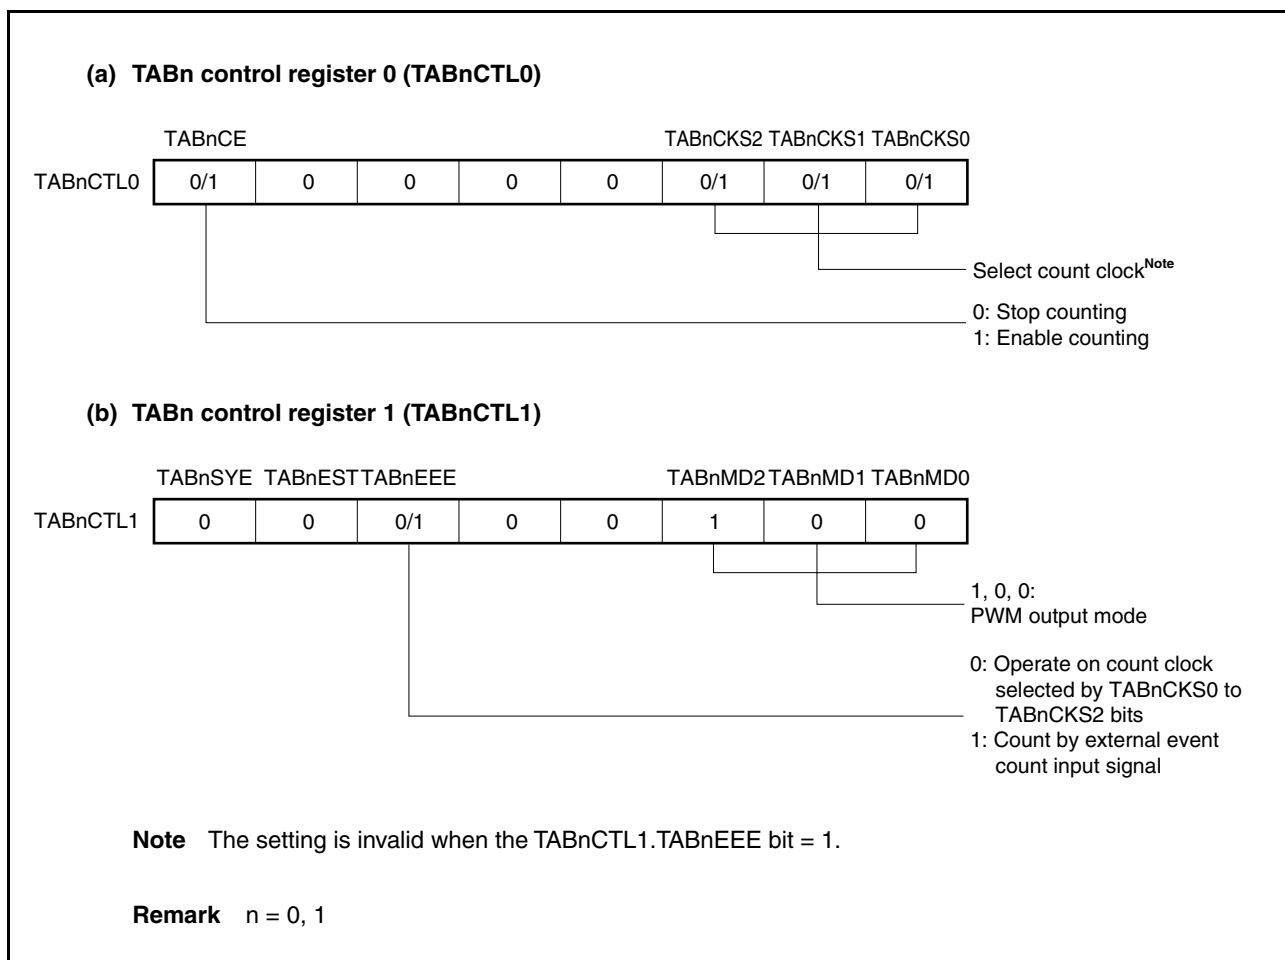 (a) TABn control register 0 (TABnCTL0)
TABnCE TABnCKS2 TABnCKS1 TABnCKS0
TABnCTL0 0/1 0 0 0 0 0/1 0/1 0/1
Select count clockNote
0: Stop counting
1: Enable counting
(b) TABn control register 1 (TABnCTL1)
TABnSYE TABnEST TABnEEE TABnMD2 TABnMD1 TABnMD0
TABnCTL1 0 0 0/1 0 0 1 0 0
1, 0, 0:
PWM output mode
0: Operate on count clock
selected by TABnCKS0 to
TABnCKS2 bits
1: Count by external event
count input signal
Note The setting is invalid when the TABnCTL1.TABnEEE bit = 1.
Remark n = 0, 1